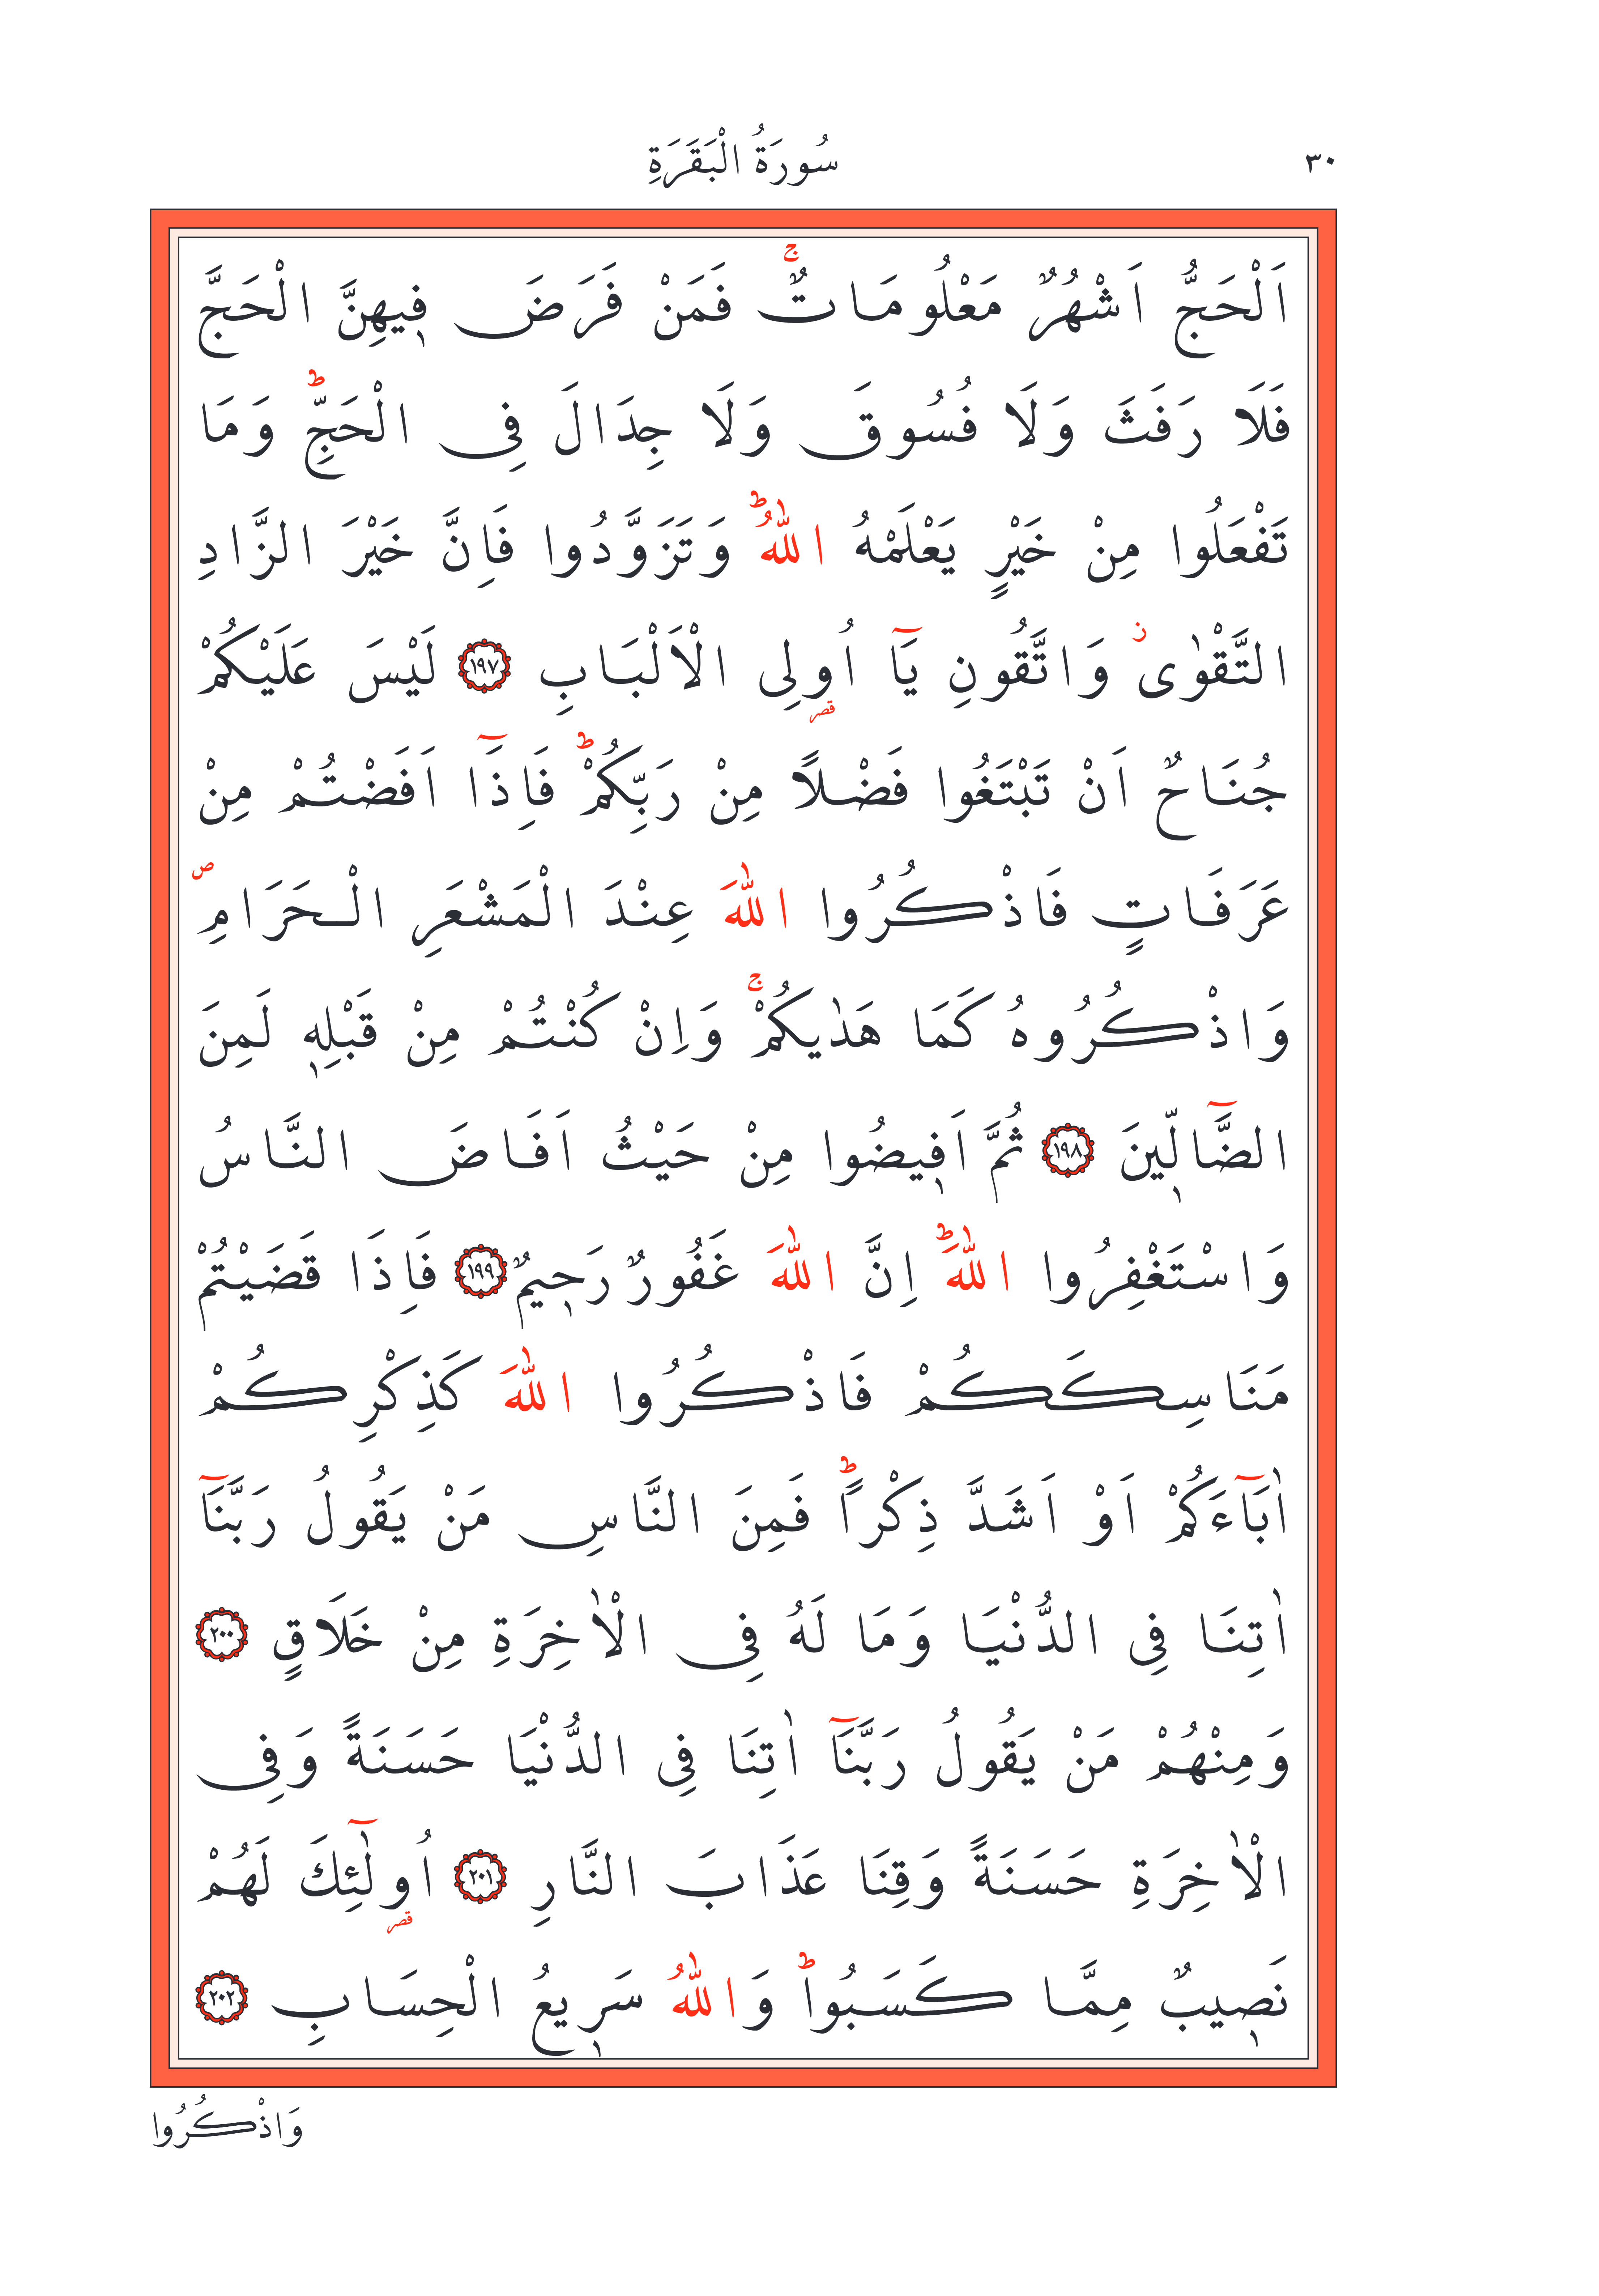 ٣٠
سُورَةُ الْبَقَرَةِ
اَلْحَجُّ اَشْهُرٌ مَعْلُومَاتٌۚ فَمَنْ فَرَضَ ف۪يهِنَّ الْحَجَّ
فَلَا رَفَثَ وَلَا فُسُوقَ وَلَا جِدَالَ فِى الْحَجِّۜ وَمَا
تَفْعَلُوا مِنْ خَيْرٍ يَعْلَمْهُ اللّٰهُۜ وَتَزَوَّدُوا فَاِنَّ خَيْرَ الزَّادِ
التَّقْوٰىۘ وَاتَّقُونِ يَٓا اُو۬لِى الْاَلْبَابِ ﴿١٩٧﴾ لَيْسَ عَلَيْكُمْ
جُنَاحٌ اَنْ تَبْتَغُوا فَضْلًا مِنْ رَبِّكُمْۜ فَاِذَٓا اَفَضْتُمْ مِنْ
عَرَفَاتٍ فَاذْكُرُوا اللّٰهَ عِنْدَ الْمَشْعَرِ الْحَرَامِۖ
وَاذْكُرُوهُ كَمَا هَدٰيكُمْۚ وَاِنْ كُنْتُمْ مِنْ قَبْلِه۪ لَمِنَ
الضَّٓالّ۪ينَ ﴿١٩٨﴾ ثُمَّ اَف۪يضُوا مِنْ حَيْثُ اَفَاضَ النَّاسُ
وَاسْتَغْفِرُوا اللّٰهَۜ اِنَّ اللّٰهَ غَفُورٌ رَح۪يمٌ ﴿١٩٩﴾ فَاِذَا قَضَيْتُمْ
مَنَاسِكَكُمْ فَاذْكُرُوا اللّٰهَ كَذِكْرِكُمْ
اٰبَٓاءَكُمْ اَوْ اَشَدَّ ذِكْرًاۜ فَمِنَ النَّاسِ مَنْ يَقُولُ رَبَّنَٓا
اٰتِنَا فِى الدُّنْيَا وَمَا لَهُ فِى الْاٰخِرَةِ مِنْ خَلَاقٍ ﴿٢٠٠﴾
وَمِنْهُمْ مَنْ يَقُولُ رَبَّنَٓا اٰتِنَا فِى الدُّنْيَا حَسَنَةً وَفِى
الْاٰخِرَةِ حَسَنَةً وَقِنَا عَذَابَ النَّارِ ﴿٢٠١﴾ اُو۬لٰٓئِكَ لَهُمْ
نَص۪يبٌ مِمَّا كَسَبُواۜ وَاللّٰهُ سَر۪يعُ الْحِسَابِ ﴿٢٠٢﴾
وَاذْكُرُوا